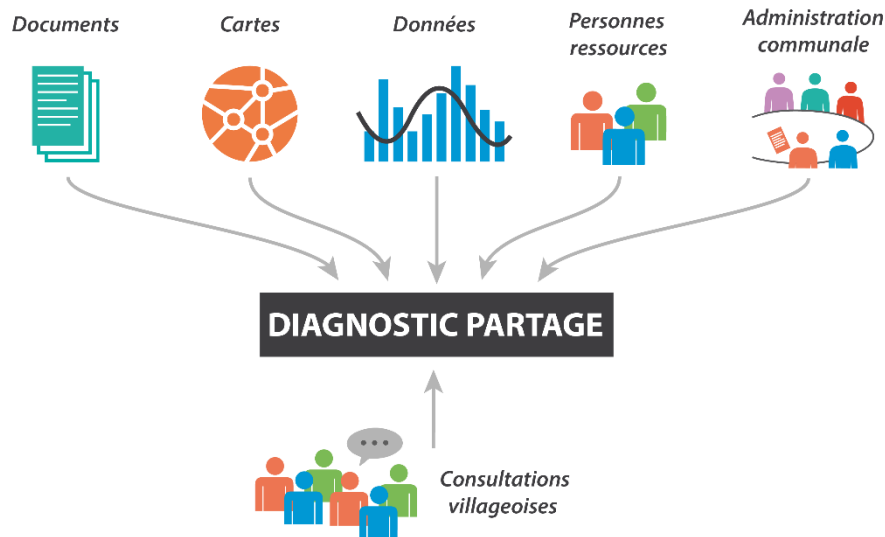 Documents
Cartes
Données
Personnes
ressources
Administration
communale
DIAGNOSTIC PARTAGE
Consultations
villageoises